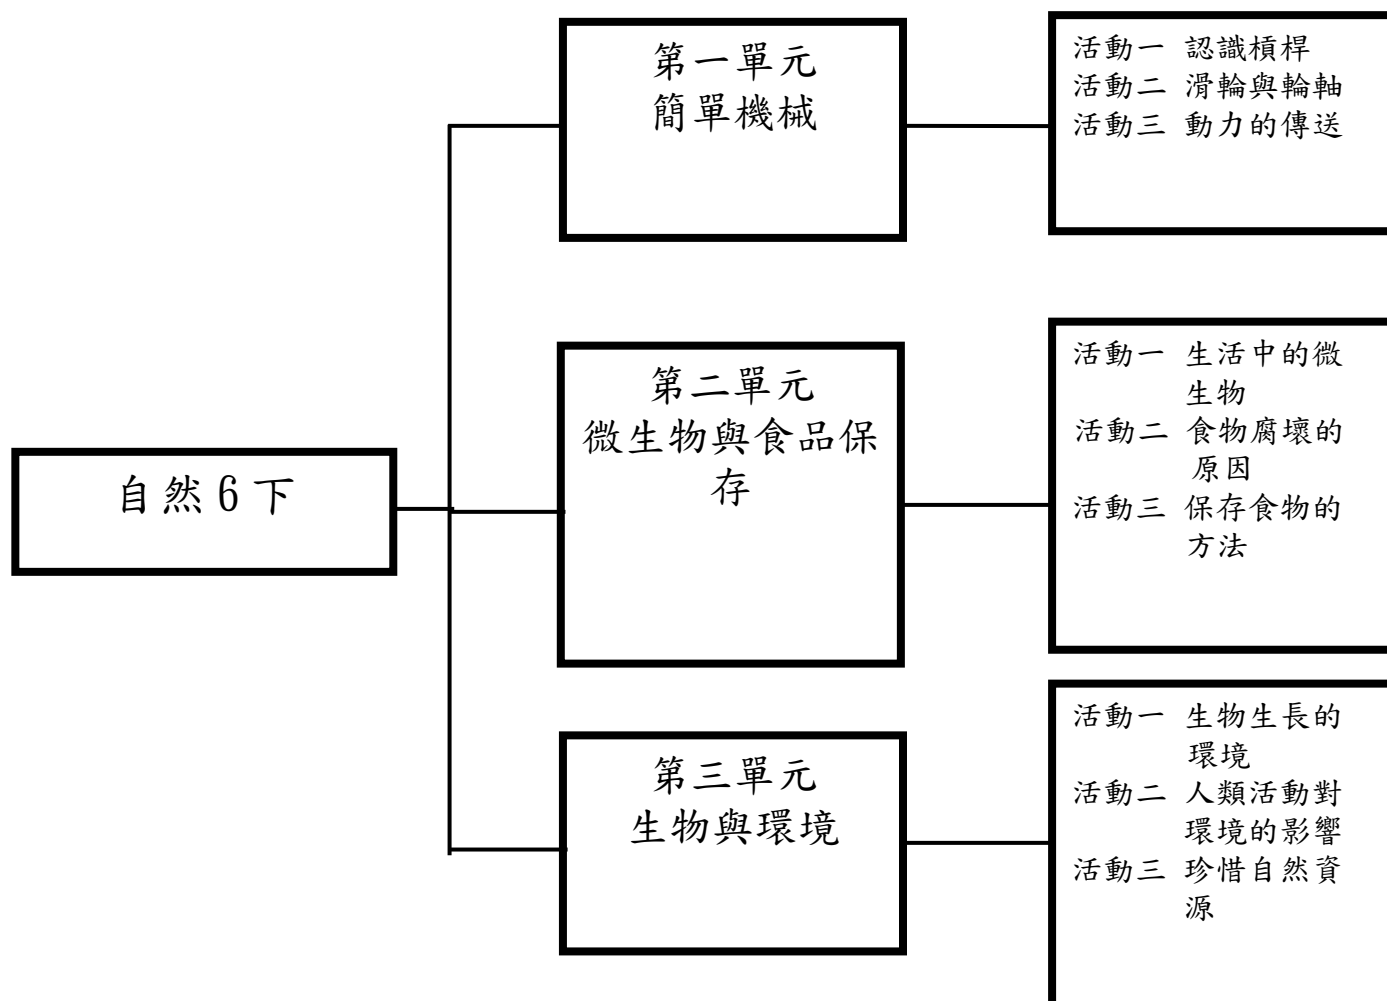 自然6下
第一單元
簡單機械
活動一 認識槓桿
活動二 滑輪與輪軸
活動三 動力的傳送
第二單元
微生物與食品保
存
活動一 生活中的微
生物
活動二 食物腐壞的
原因
活動三 保存食物的
方法
第三單元
生物與環境
活動一 生物生長的
環境
活動二 人類活動對
環境的影響
活動三 珍惜自然資
源